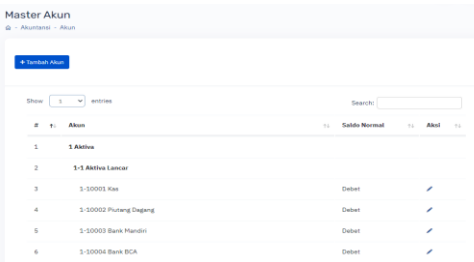 Master Akun
- Akuntansi - Akun
+ Tambah Akun
Show 5 entries
Search:
# Akun Saldo Normal Aksi
1 1 Aktiva
2 1-1 Aktiva Lancar
3 1-10001 Kas Debet
4 1-10002 Piutang Dagang Debet
5 1-10003 Bank Mandiri Debet
6 1-10004 Bank BCA Debet